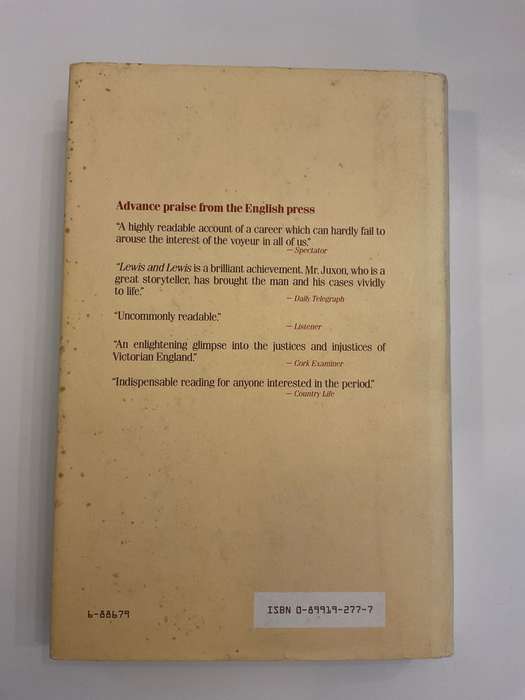 Advance praise from the English press
“A highly readable account of a career which can hardly fail to
arouse the interest of the voyeur in all of us.”
— Spectator
“Lewis and Lewis is a brilliant achievement. Mr. Juxon, who is a
great storyteller, has brought the man and his cases vividly
to life.”
— Daily Telegraph
“Uncommonly readable.”
— Listener
“An enlightening glimpse into the justices and injustices of
Victorian England.”
— Cork Examiner
“Indispensable reading for anyone interested in the period.”
— Country Life
6-88679
ISBN 0-89919-277-7